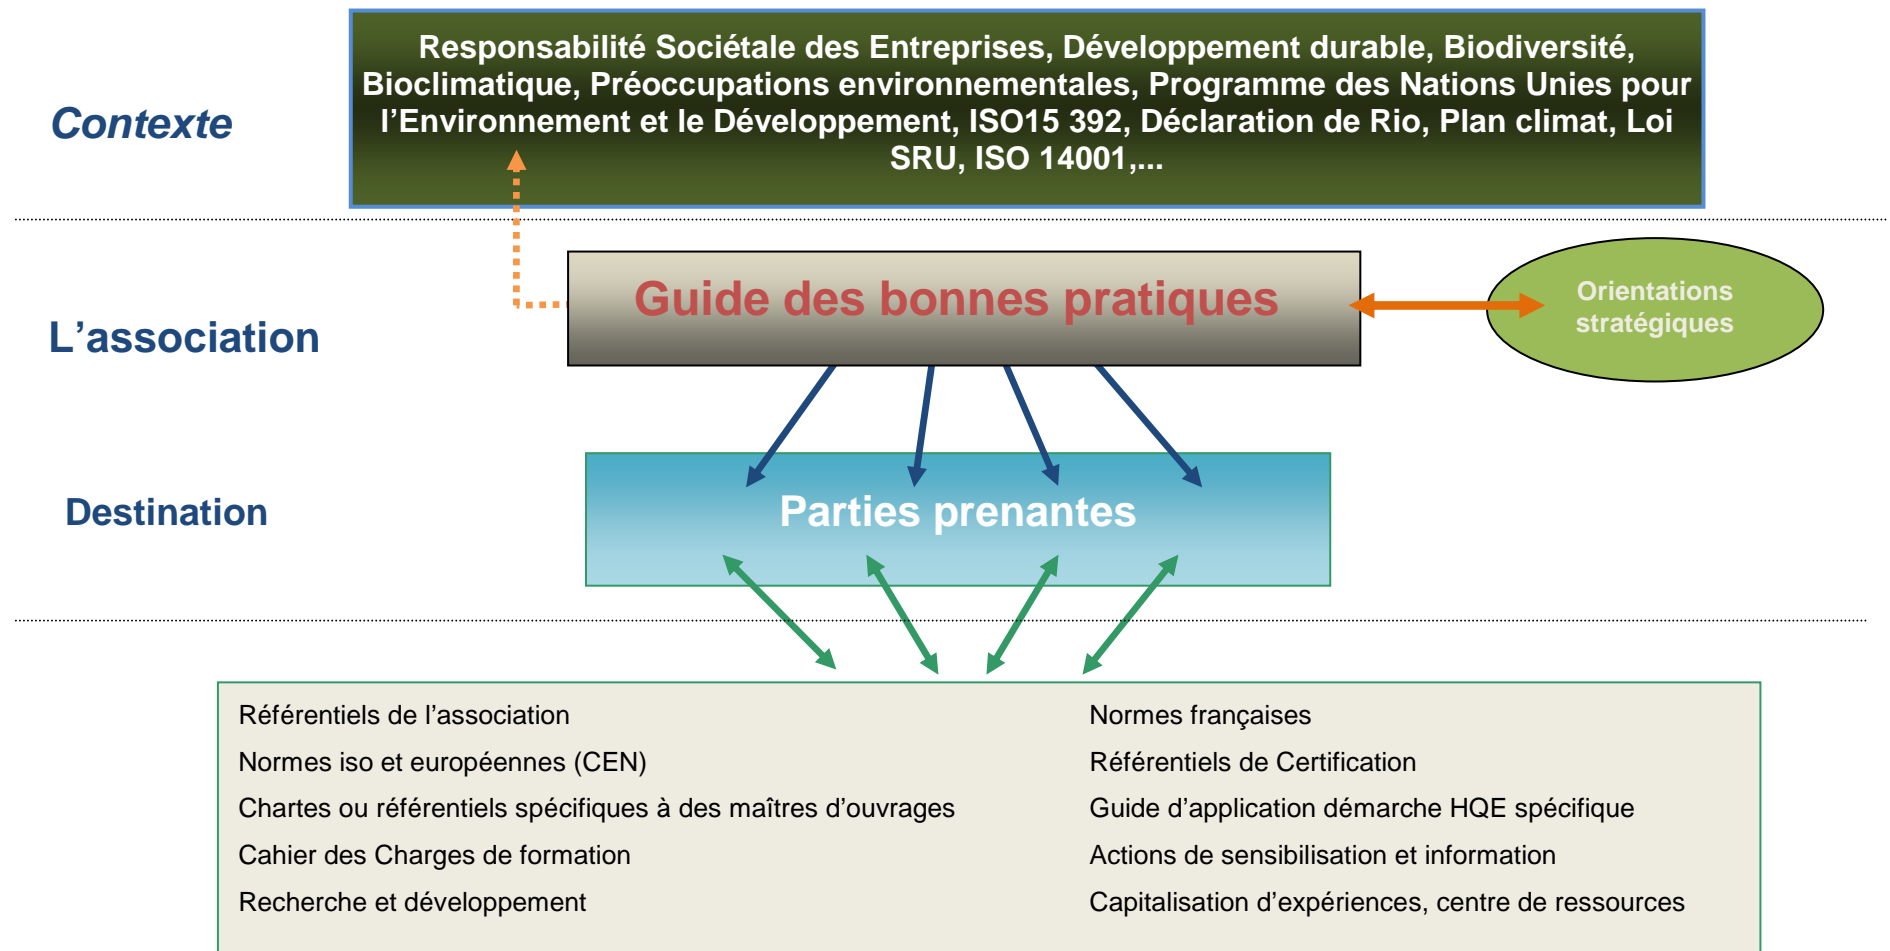 Contexte
Responsabilité Sociétale des Entreprises, Développement durable, Biodiversité,
Bioclimatique, Préoccupations environnementales, Programme des Nations Unies pour
l’Environnement et le Développement, ISO15 392, Déclaration de Rio, Plan climat, Loi
SRU, ISO 14001,...
L’association
Guide des bonnes pratiques
Orientations
stratégiques
Destination
Parties prenantes
Référentiels de l’association
Normes iso et européennes (CEN)
Chartes ou référentiels spécifiques à des maîtres d’ouvrages
Cahier des Charges de formation
Recherche et développement
Normes françaises
Référentiels de Certification
Guide d’application démarche HQE spécifique
Actions de sensibilisation et information
Capitalisation d’expériences, centre de ressources